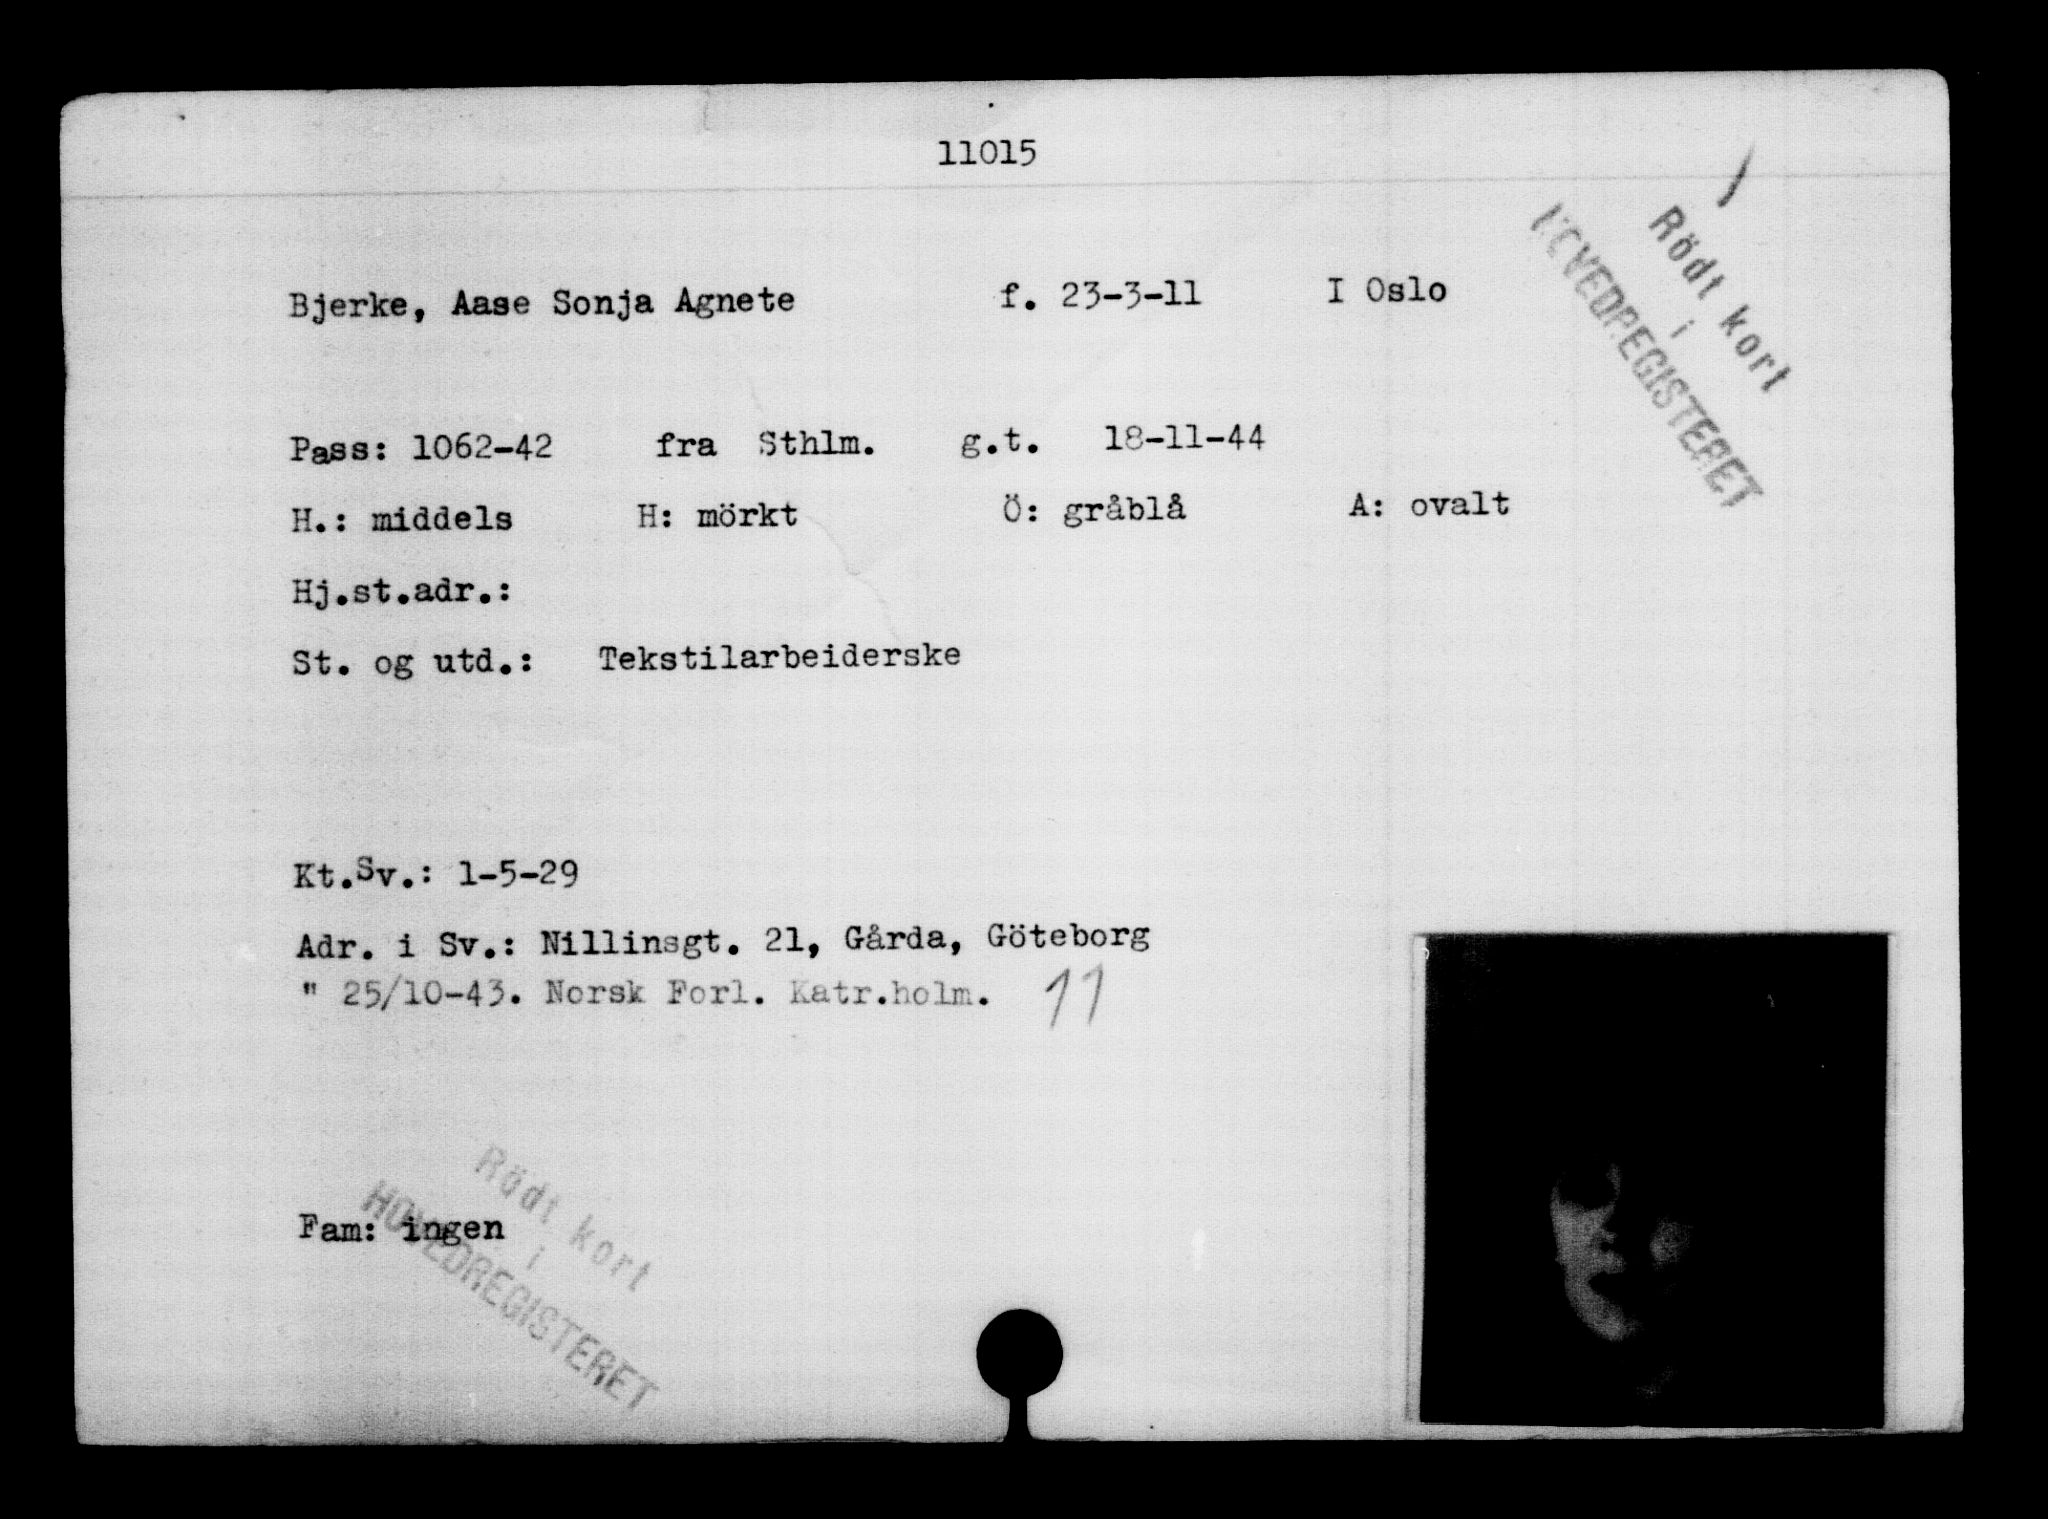 11015
Bjerke, Aase Sonja Agnete f. 23-3-11 I Oslo
Rödt kort
i
HOVEDREGISTERET
Pass: 1062-42 fra Sthlm. g.t. 18-11-44
H.: middels H: mörkt Ö: gråblå A: ovalt
Hj.st.adr.:
St. og utd.: Tekstilarbeiderske
Kt.Sv.: 1-5-29
Adr. i Sv.: Nillinsgt. 21, Gårda, Göteborg
" 25/10-43. Norsk Forl. Katr.holm. 11
Fam: ingen
Rödt kort
i
HOVEDREGISTERET